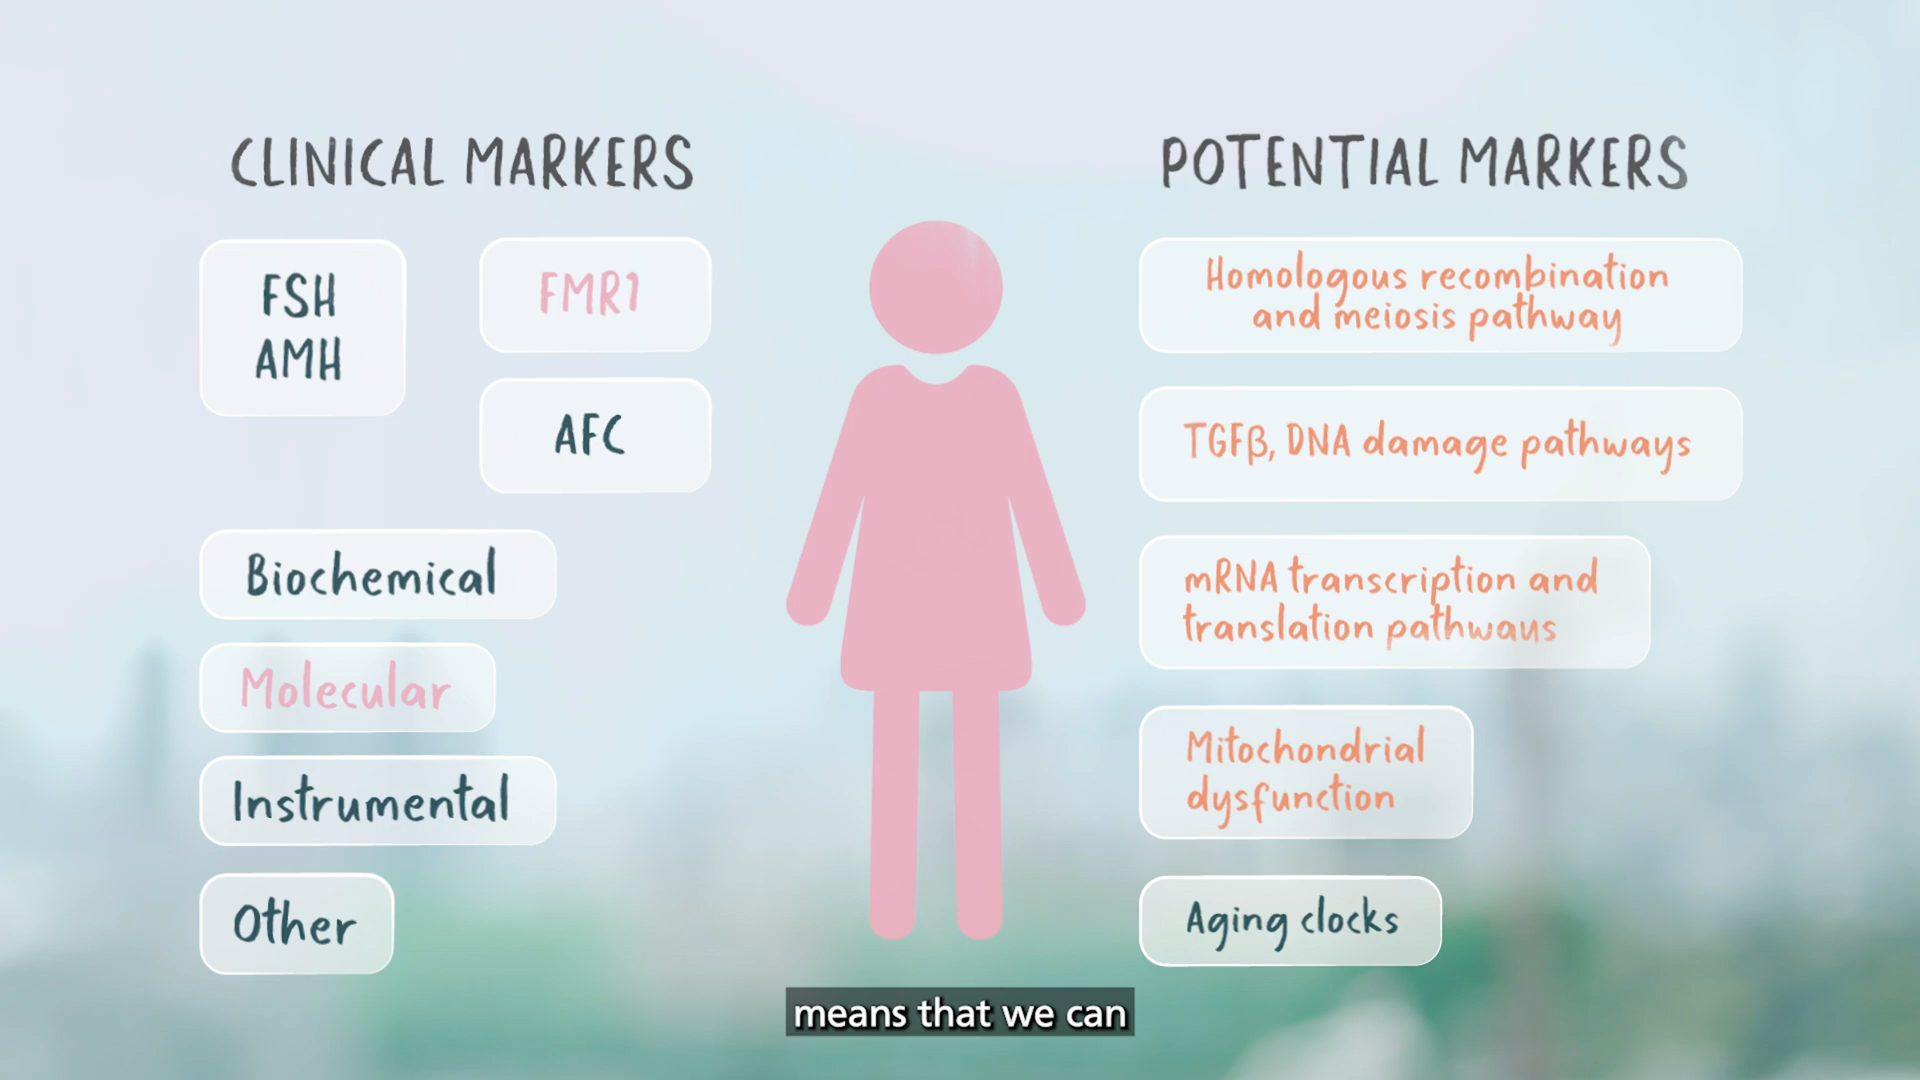 CLINICAL MARKERS
FSH
AMH
FMR1
AFC
Biochemical
Molecular
Instrumental
Other
POTENTIAL MARKERS
Homologous recombination
and meiosis pathway
TGFβ, DNA damage pathways
mRNA transcription and
translation pathways
Mitochondrial
dysfunction
Aging clocks
means that we can